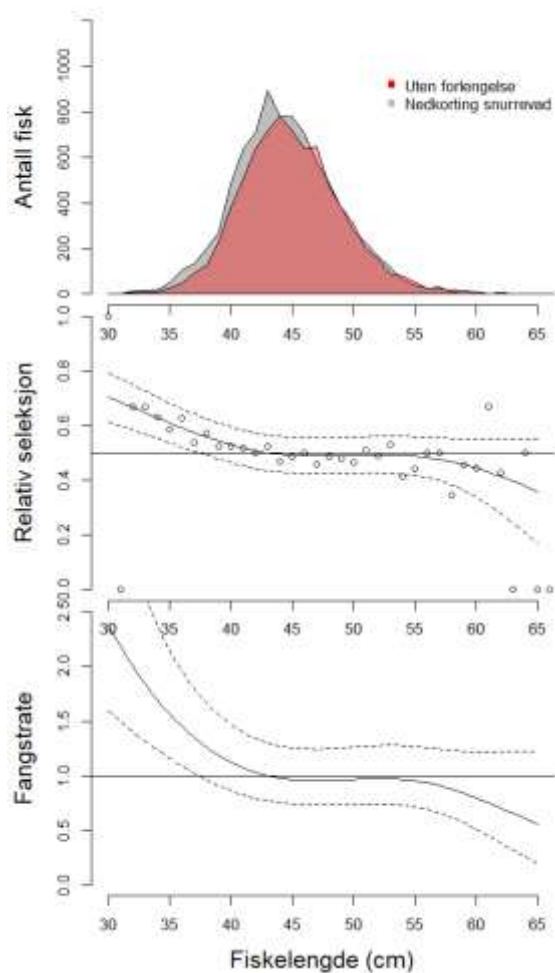 Antall fisk
1200
1000
800
600
400
200
0
Uten forlengelse
Nedkorting snurrevad
30 35 40 45 50 55 60 65
Relativ seleksjon
1.0
0.8
0.6
0.4
0.2
0.0
30 35 40 45 50 55 60 65
Fangstrate
2.5
2.0
1.5
1.0
0.5
0.0
30 35 40 45 50 55 60 65
Fiskelengde (cm)